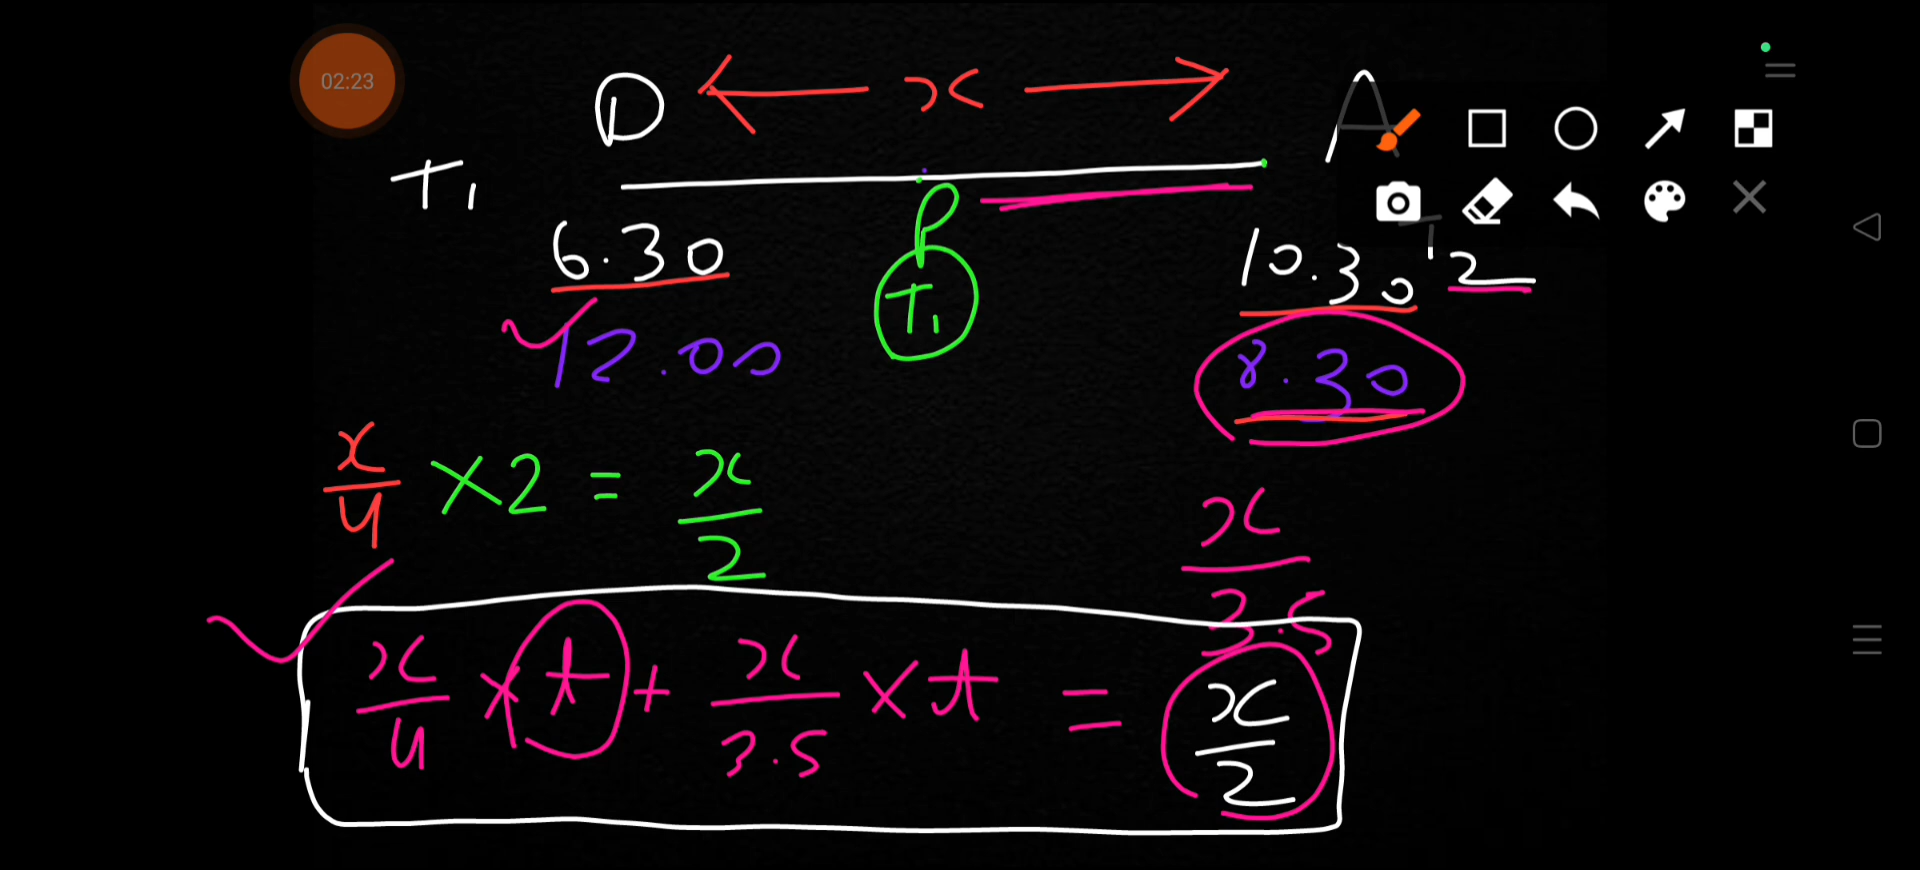 02:23
D ← x → A
T1
P
6.30 T1 10.30 T2
12.00 8.30
x/4 × 2 = x/2
x/3.5
x/4 × t + x/3.5 × t = x/2